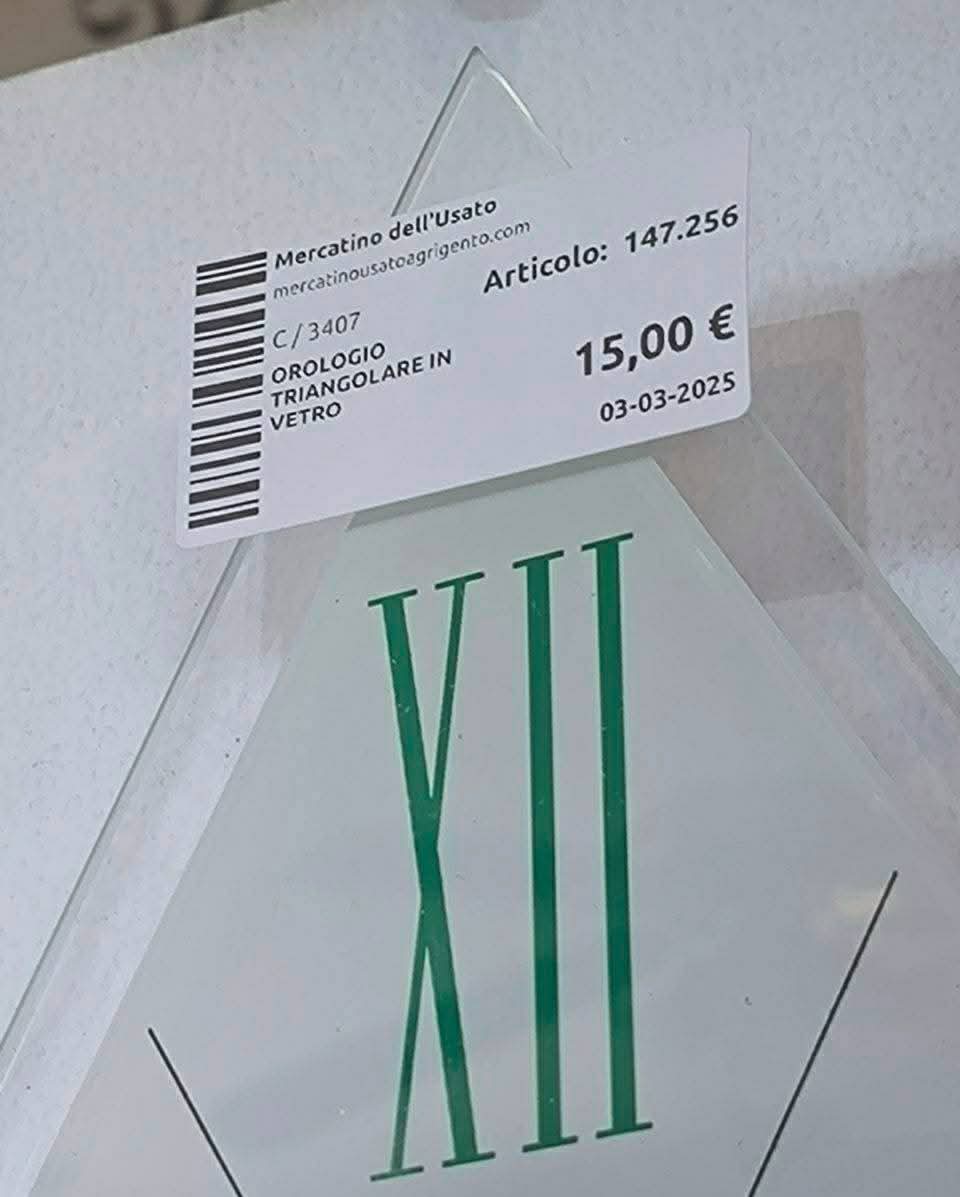 Mercatino dell'Usato
mercatinousatoagrigento.com
Articolo: 147.256
C/3407
OROLOGIO
TRIANGOLARE IN
VETRO
15,00 €
03-03-2025
XII